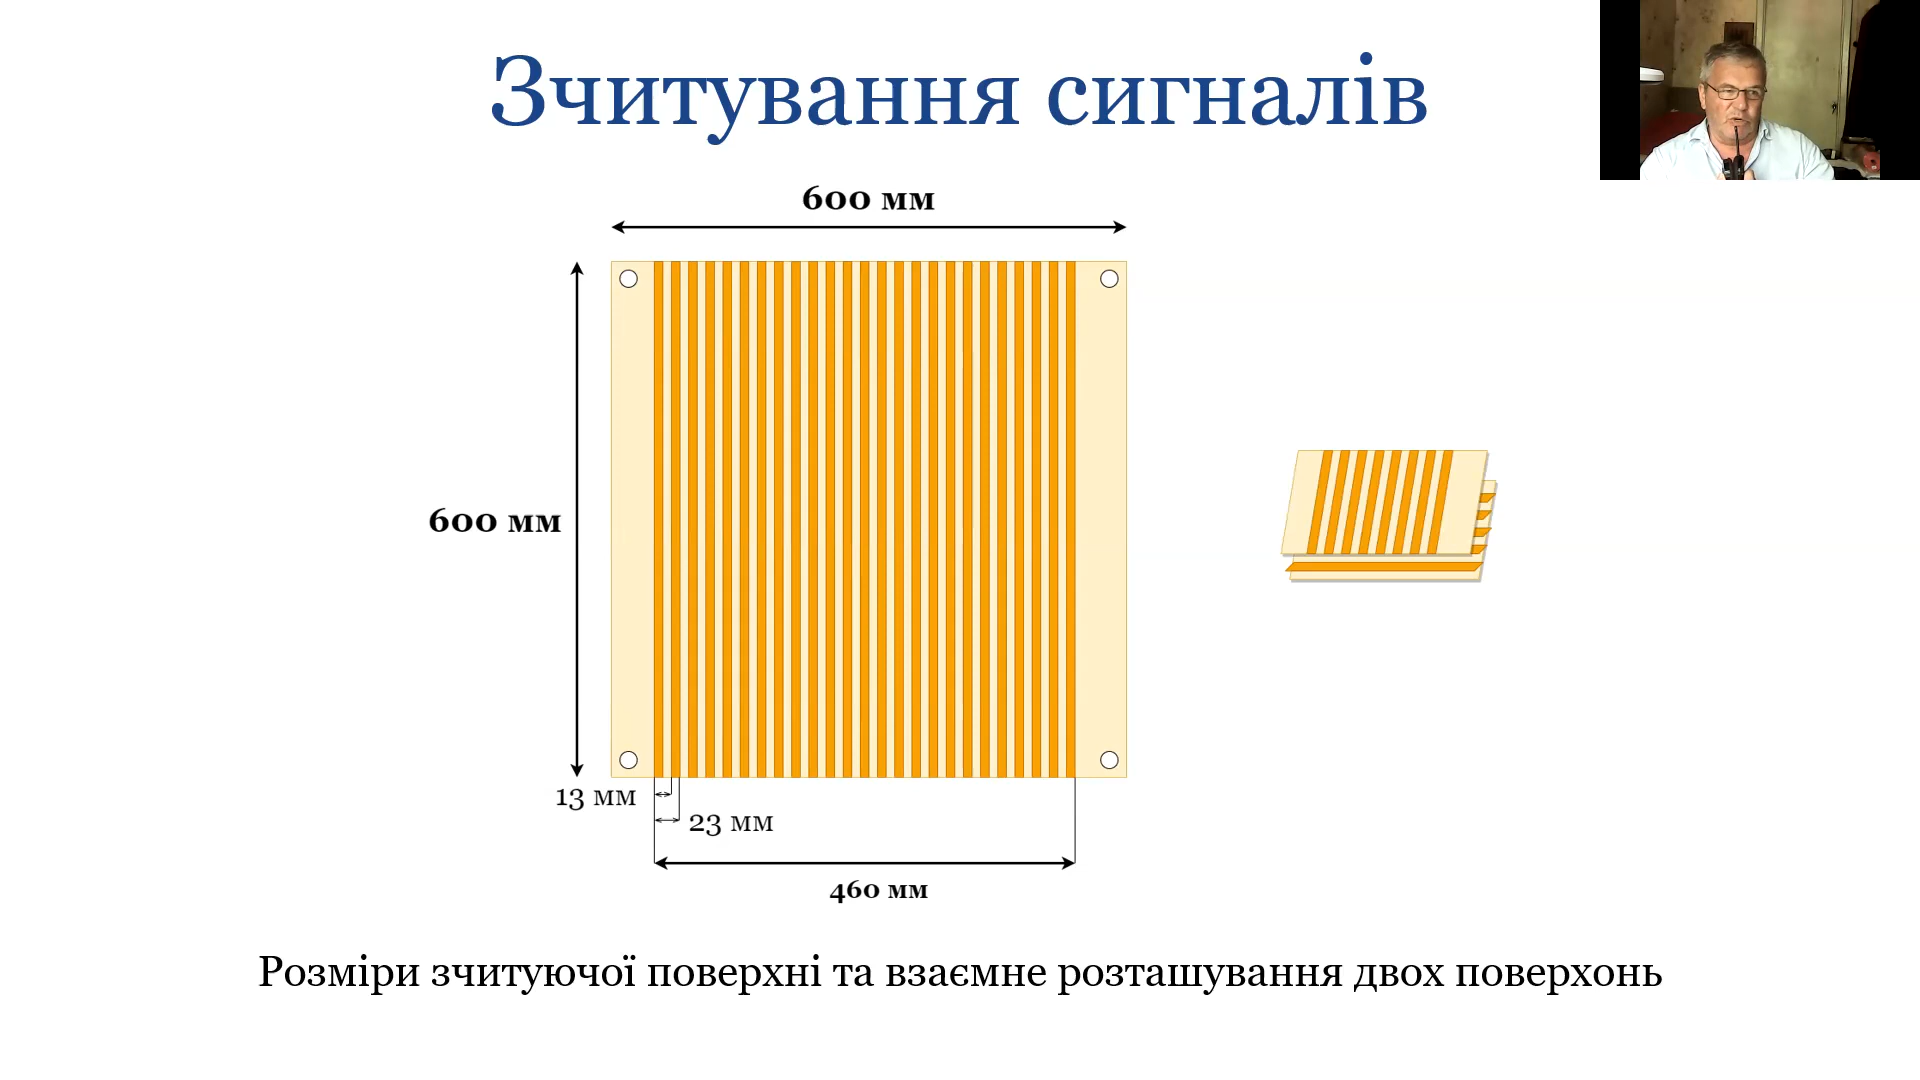 Зчитування сигналів
600 мм
600 мм
13 мм
23 мм
460 мм
Розміри зчитуючої поверхні та взаємне розташування двох поверхонь